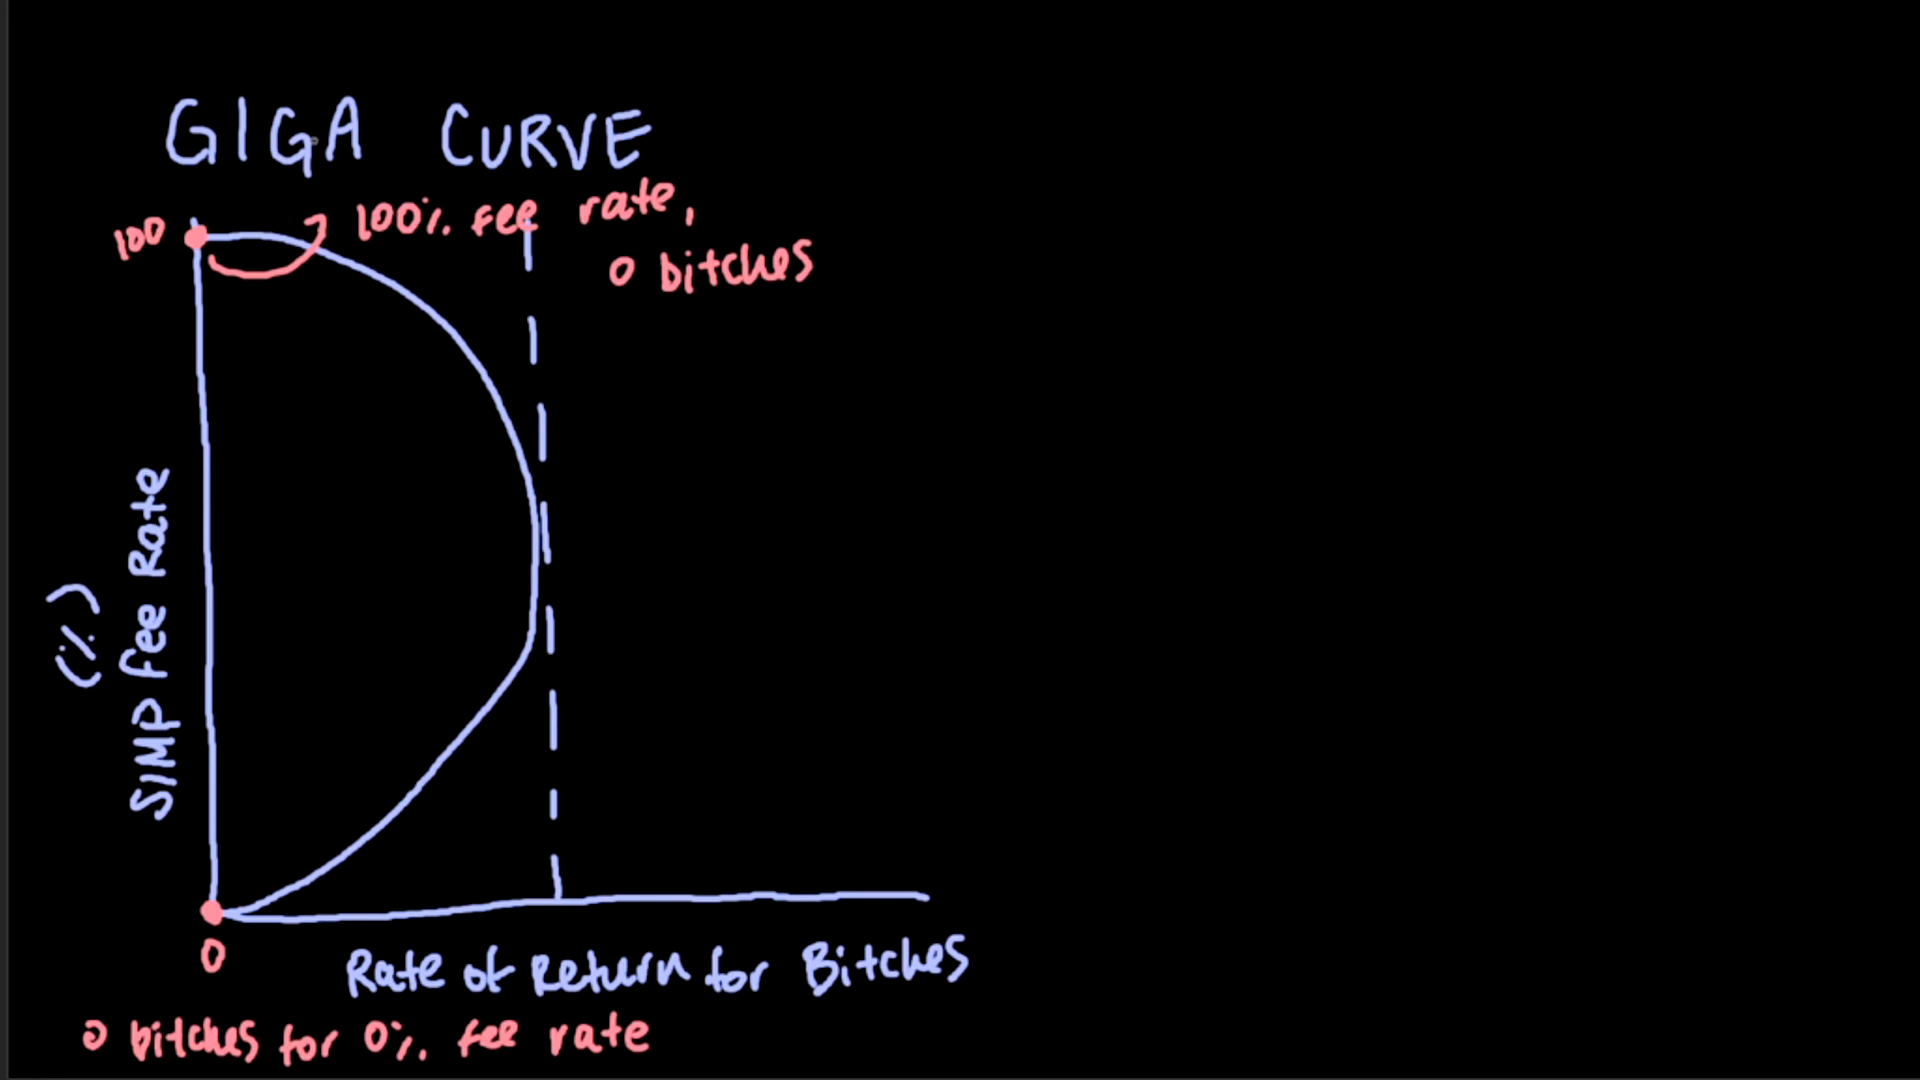 GIGA CURVE
100
100% fee rate,
0 bitches
SIMP fee Rate
(%)
0
Rate of Return for Bitches
0 bitches for 0% fee rate